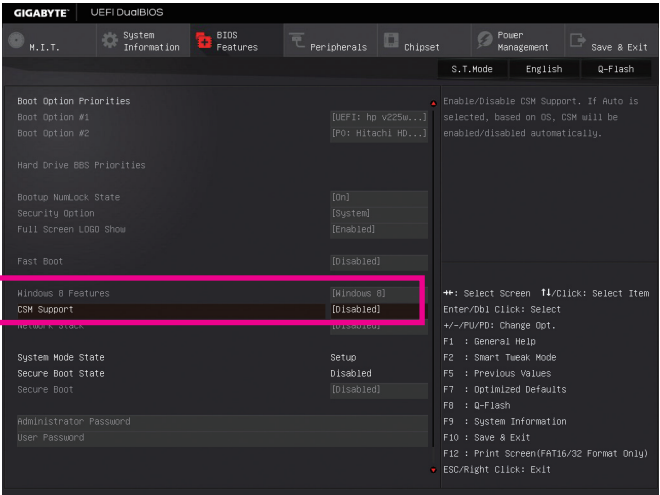 GIGABYTE™ UEFI DualBIOS
M.I.T. System Information BIOS Features Peripherals Chipset Power Management Save & Exit
S.T.Mode English Q-Flash
Boot Option Priorities
Boot Option #1 [UEFI: hp v225w...]
Boot Option #2 [P0: Hitachi HD...]
Hard Drive BBS Priorities
Bootup NumLock State [On]
Security Option [System]
Full Screen LOGO Show [Enabled]
Fast Boot [Disabled]
Windows 8 Features [Windows 8]
CSM Support [Disabled]
Network Stack [Disabled]
System Mode State Setup
Secure Boot State Disabled
Secure Boot [Disabled]
Administrator Password
User Password
Enable/Disable CSM Support. If Auto is
selected, based on OS, CSM will be
enabled/disabled automatically.
→←: Select Screen ↑↓/Click: Select Item
Enter/Dbl Click: Select
+/-/PU/PD: Change Opt.
F1 : General Help
F2 : Smart Tweak Mode
F5 : Previous Values
F7 : Optimized Defaults
F8 : Q-Flash
F9 : System Information
F10 : Save & Exit
F12 : Print Screen(FAT16/32 Format Only)
ESC/Right Click: Exit